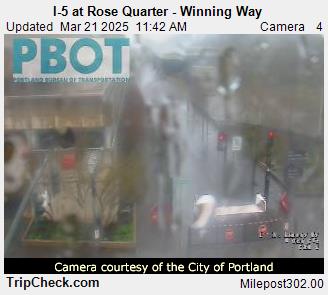 I-5 at Rose Quarter - Winning Way
Updated Mar 21 2025 11:42 AM Camera 4
PBOT
PORTLAND BUREAU OF TRANSPORTATION
Camera courtesy of the City of Portland
TripCheck.com Milepost302.00